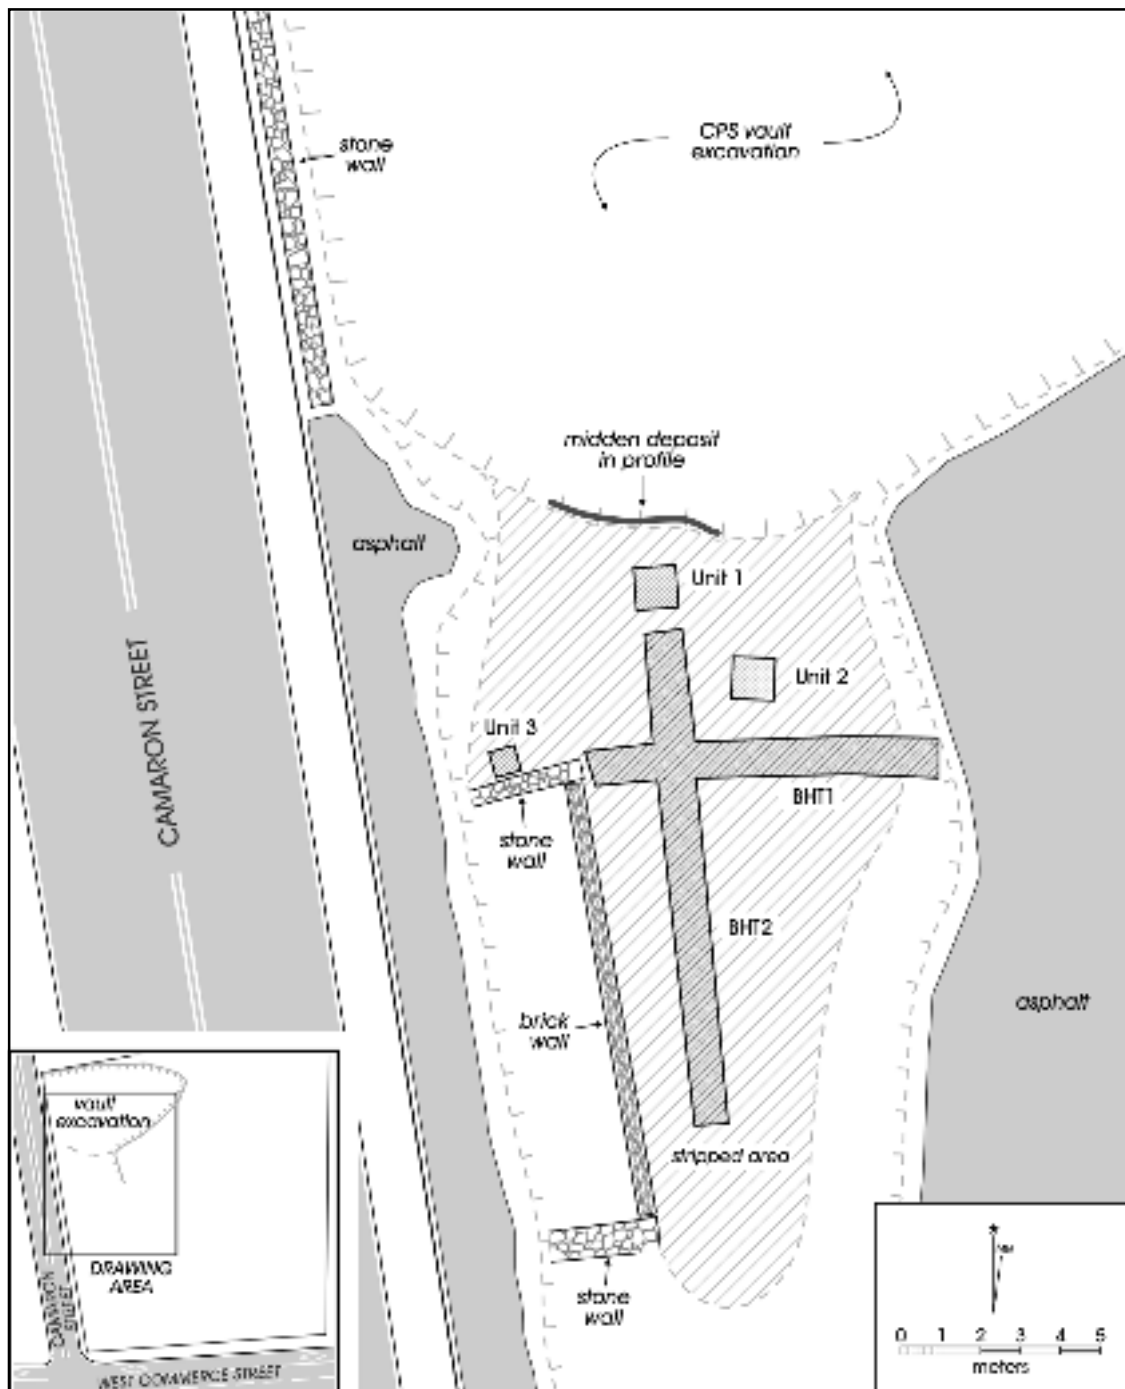 stone
wall
CPS vault
excavation
midden deposit
in profile
asphalt
Unit 1
Unit 2
Unit 3
CAMARON STREET
BHT1
stone
wall
BHT2
brick
wall
asphalt
stripped area
stone
wall
vault
excavation
DRAWING
AREA
CAMARON
STREET
WEST COMMERCE STREET
0 1 2 3 4 5
meters